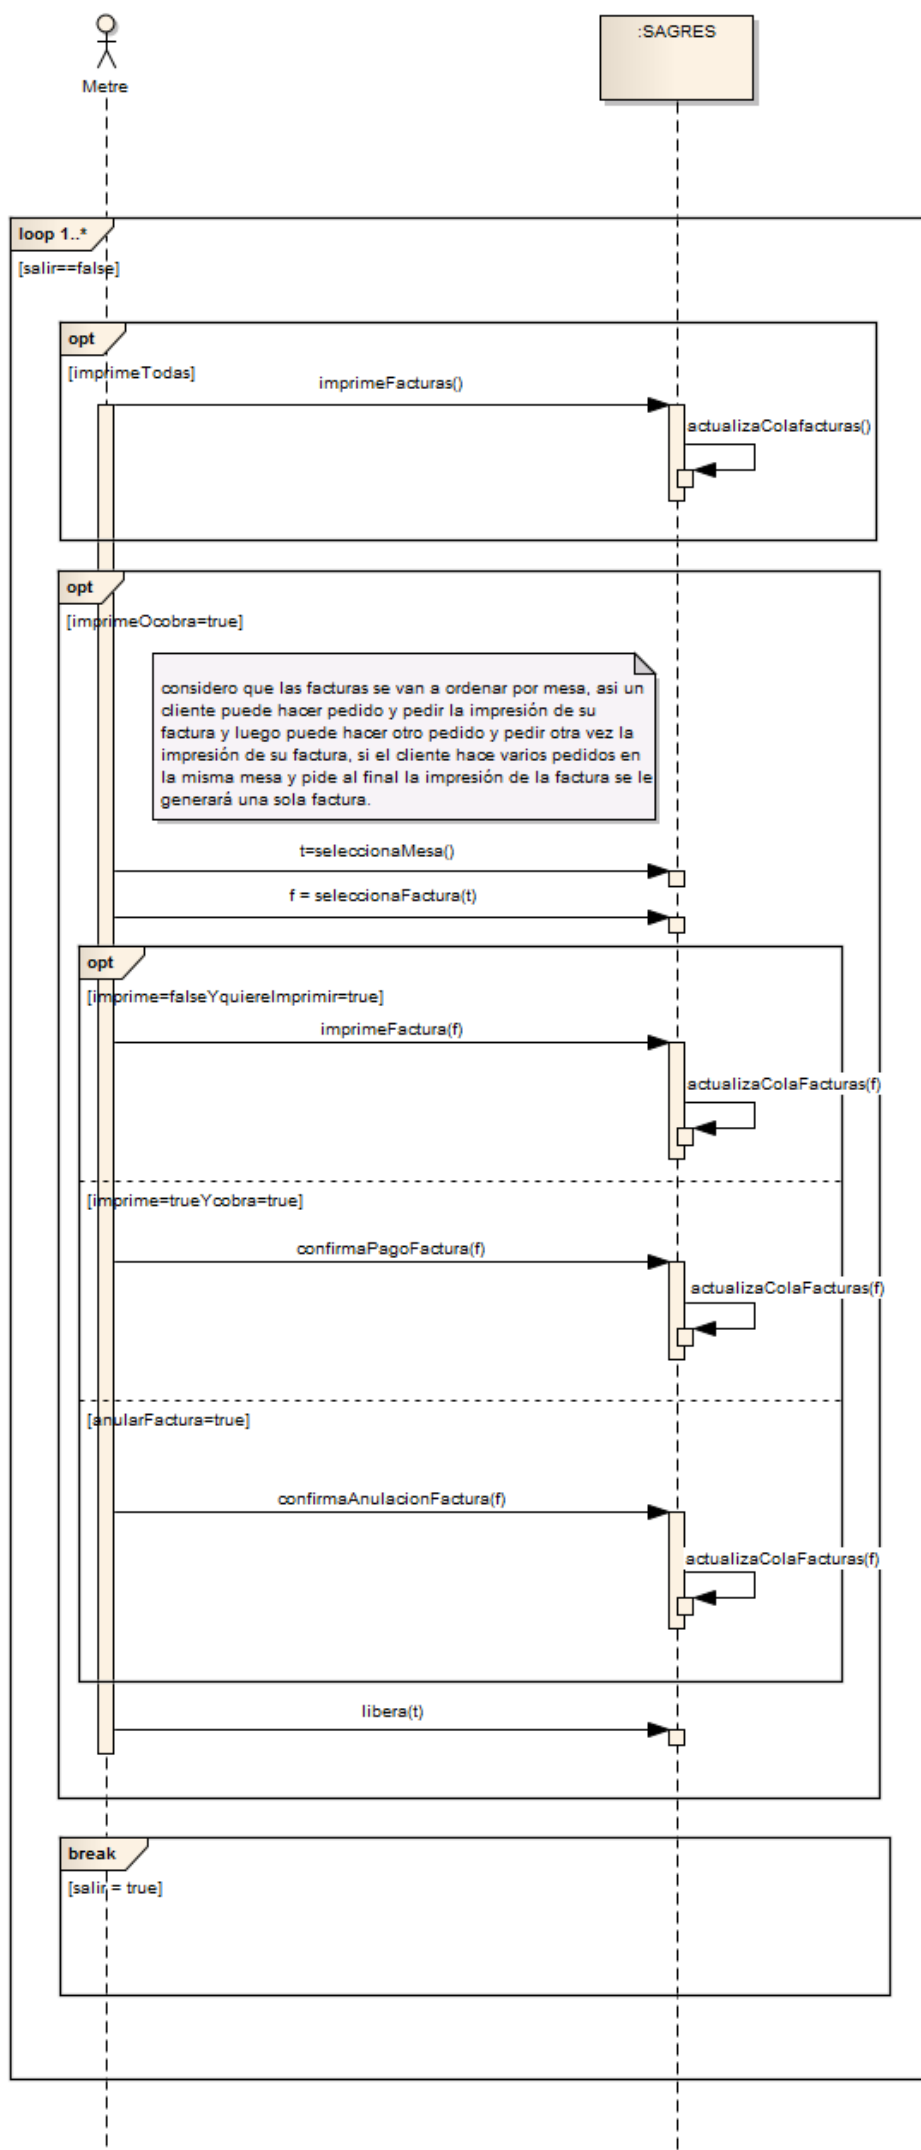 Metre
:SAGRES
loop 1..*
[salir==false]
opt
[imprimeTodas]
imprimeFacturas()
actualizaColafacturas()
opt
[imprimeOcobra=true]
considero que las facturas se van a ordenar por mesa, asi un
cliente puede hacer pedido y pedir la impresión de su
factura y luego puede hacer otro pedido y pedir otra vez la
impresión de su factura, si el cliente hace varios pedidos en
la misma mesa y pide al final la impresión de la factura se le
generará una sola factura.
t=seleccionaMesa()
f = seleccionaFactura(t)
opt
[imprime=falseYquiereImprimir=true]
imprimeFactura(f)
actualizaColaFacturas(f)
[imprime=trueYcobra=true]
confirmaPagoFactura(f)
actualizaColaFacturas(f)
[anularFactura=true]
confirmaAnulacionFactura(f)
actualizaColaFacturas(f)
libera(t)
break
[salir = true]